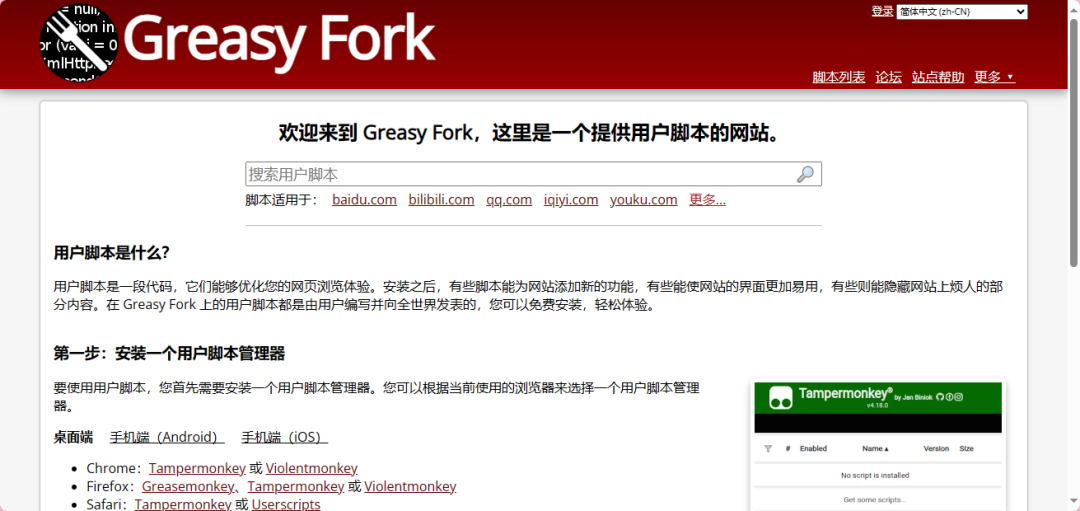 = null,
tion in
or (var i = 0
Greasy Fork
登录 简体中文 (zh-CN)
脚本列表 论坛 站点帮助 更多 ▼
欢迎来到 Greasy Fork，这里是一个提供用户脚本的网站。
搜索用户脚本
脚本适用于： baidu.com bilibili.com qq.com iqiyi.com youku.com 更多...
用户脚本是什么?
用户脚本是一段代码，它们能够优化您的网页浏览体验。安装之后，有些脚本能为网站添加新的功能，有些能使网站的界面更加易用，有些则能隐藏网站上烦人的部
分内容。在 Greasy Fork 上的用户脚本都是由用户编写并向全世界发表的，您可以免费安装，轻松体验。
第一步：安装一个用户脚本管理器
要使用用户脚本，您首先需要安装一个用户脚本管理器。您可以根据当前使用的浏览器来选择一个用户脚本管理
器。
桌面端 手机端（Android） 手机端（iOS）
• Chrome：Tampermonkey 或 Violentmonkey
• Firefox：Greasemonkey、Tampermonkey 或 Violentmonkey
• Safari：Tampermonkey 或 Userscripts
Tampermonkey® by Jan Biniok
v4.18.0
# Enabled Name ▲ Version Size
No script is installed
Get some scripts...